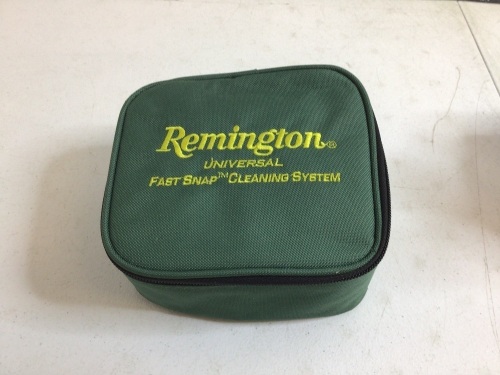 Remington®
UNIVERSAL
FAST SNAP™ CLEANING SYSTEM